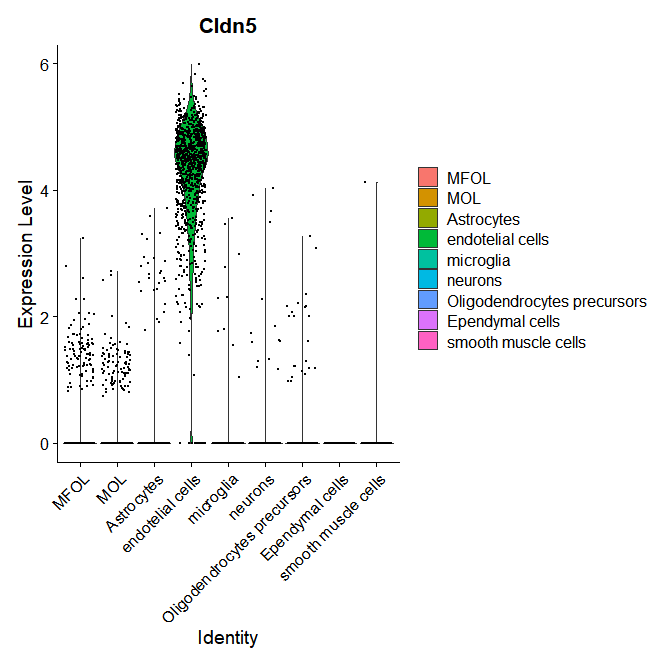 Cldn5
Expression Level
6
4
2
0
MFOL
MOL
Astrocytes
endotelial cells
microglia
neurons
Oligodendrocytes precursors
Ependymal cells
smooth muscle cells
Identity
MFOL
MOL
Astrocytes
endotelial cells
microglia
neurons
Oligodendrocytes precursors
Ependymal cells
smooth muscle cells